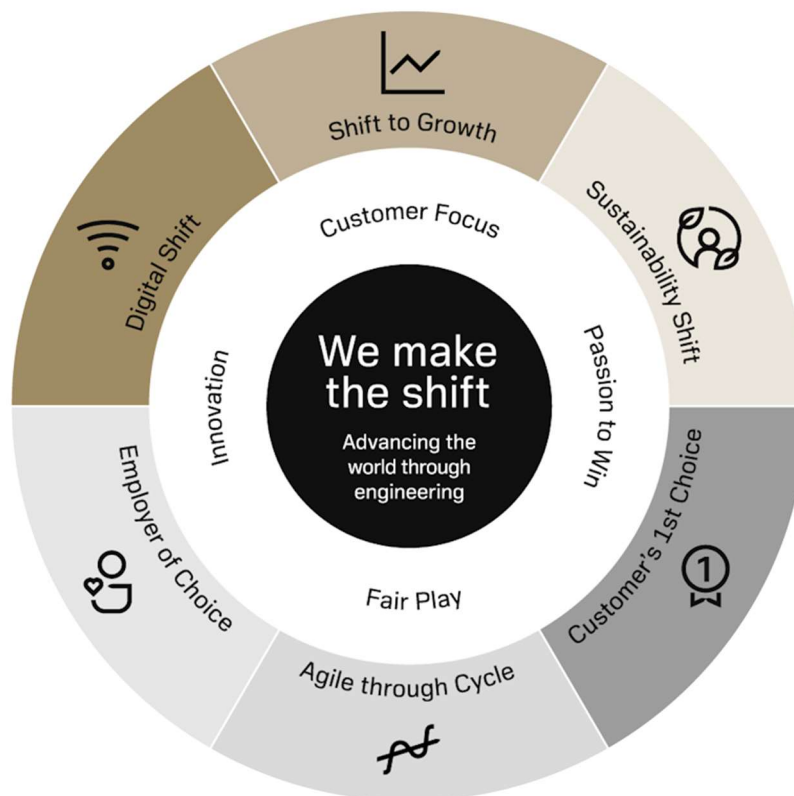 Shift to Growth
Sustainability Shift
Customer's 1st Choice
Agile through Cycle
Employer of Choice
Digital Shift
Customer Focus
Passion to Win
Fair Play
Innovation
We make
the shift
Advancing the
world through
engineering
1